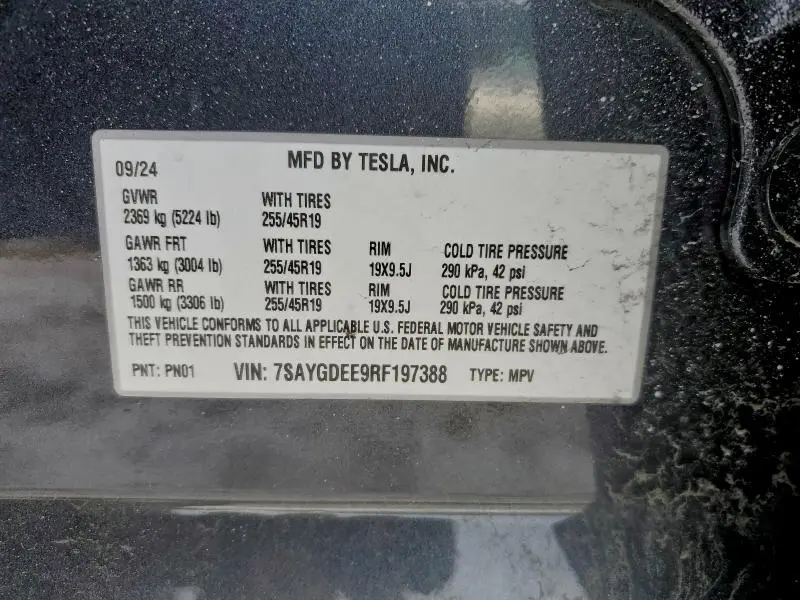 MFD BY TESLA, INC.
09/24
GVWR WITH TIRES
2369 kg (5224 lb) 255/45R19
GAWR FRT WITH TIRES RIM COLD TIRE PRESSURE
1363 kg (3004 lb) 255/45R19 19X9.5J 290 kPa, 42 psi
GAWR RR WITH TIRES RIM COLD TIRE PRESSURE
1500 kg (3306 lb) 255/45R19 19X9.5J 290 kPa, 42 psi
THIS VEHICLE CONFORMS TO ALL APPLICABLE U.S. FEDERAL MOTOR VEHICLE SAFETY AND
THEFT PREVENTION STANDARDS IN EFFECT ON THE DATE OF MANUFACTURE SHOWN ABOVE.
PNT: PN01 VIN: 7SAYGDEE9RF197388 TYPE: MPV